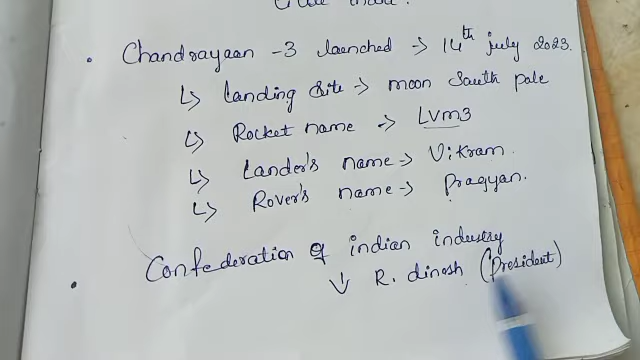 • Chandrayaan -3 launched → 14th july 2023.
↳ Landing Site → moon South pole
↳ Rocket name → LVM3
↳ Lander's name → Vikram.
↳ Rover's name → Pragyan.
• Confederation of indian industry
↓ R. dinesh (President)